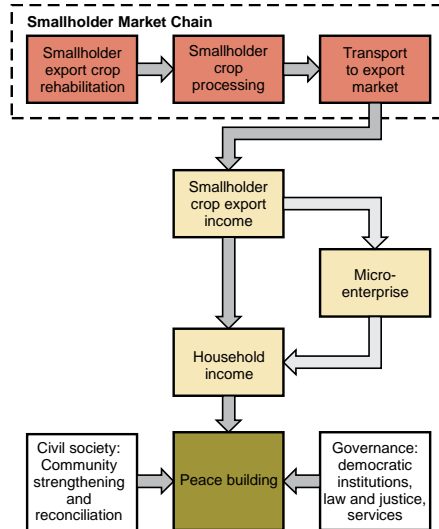 Smallholder Market Chain
Smallholder
export crop
rehabilitation
Smallholder
crop
processing
Transport
to export
market
Smallholder
crop export
income
Micro-
enterprise
Household
income
Civil society:
Community
strengthening
and
reconciliation
Peace building
Governance:
democratic
institutions,
law and justice,
services